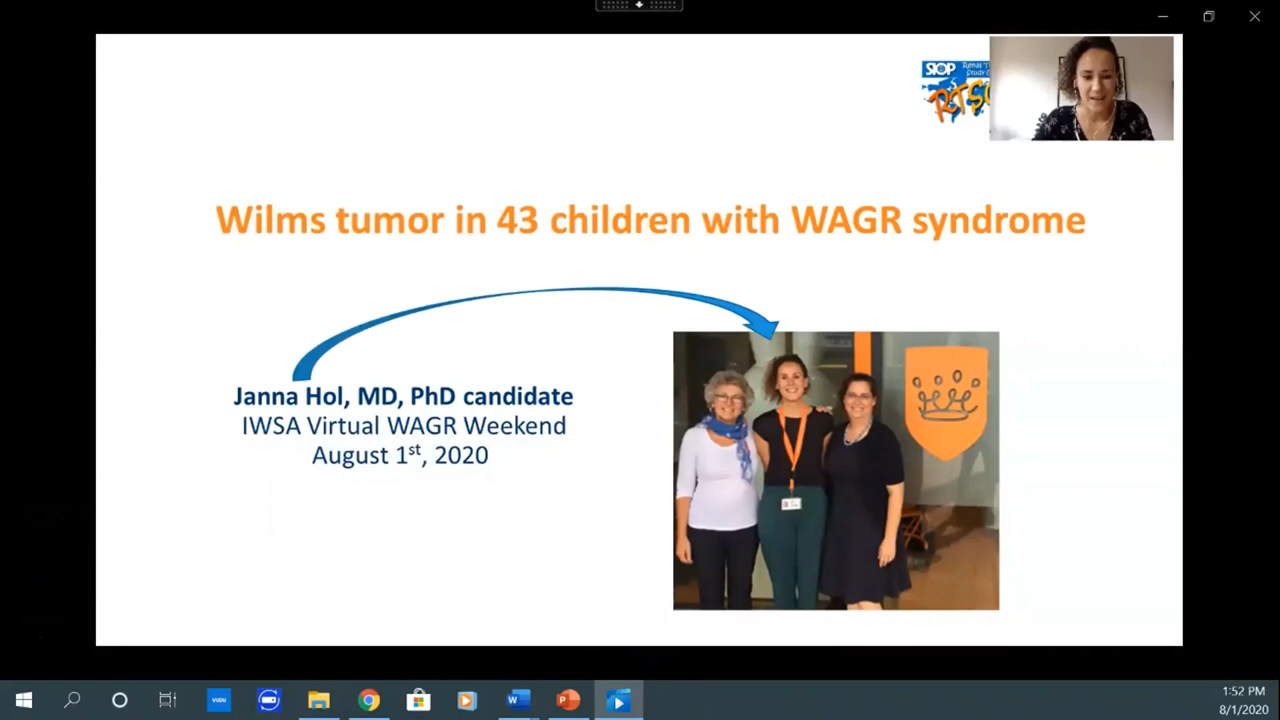 SIOP
Wilms tumor in 43 children with WAGR syndrome
Janna Hol, MD, PhD candidate
IWSA Virtual WAGR Weekend
August 1st, 2020
VUDU
W
P
1:52 PM
8/1/2020